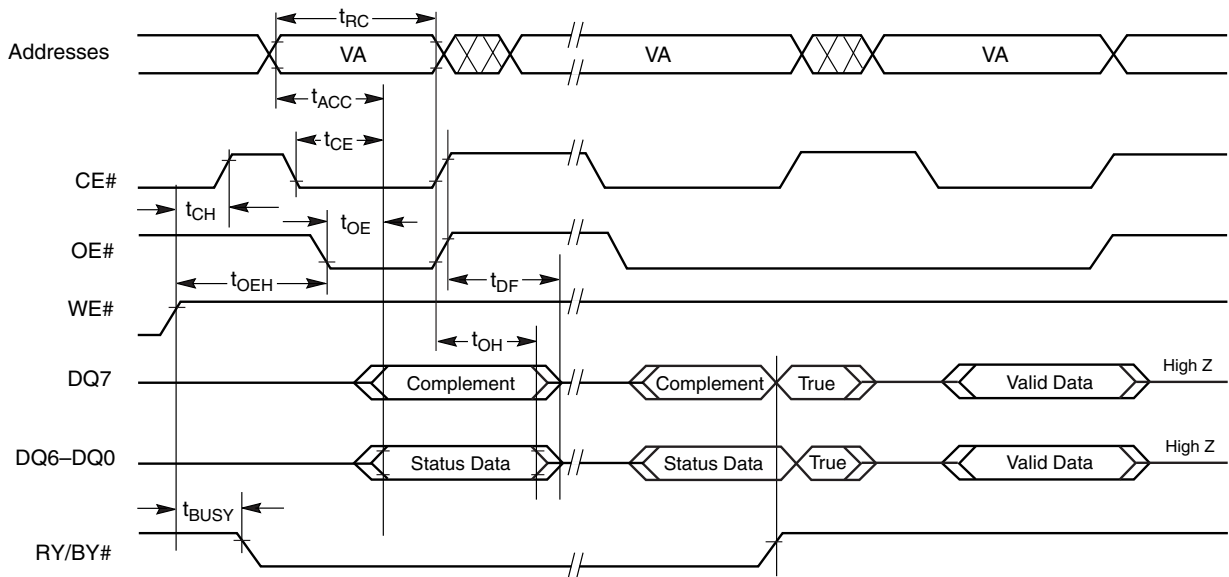 tRC
Addresses VA VA VA
tACC
tCE
CE#
tCH tOE
OE#
tOEH tDF
WE#
tOH
DQ7 Complement Complement True Valid Data High Z
DQ6–DQ0 Status Data Status Data True Valid Data High Z
tBUSY
RY/BY#